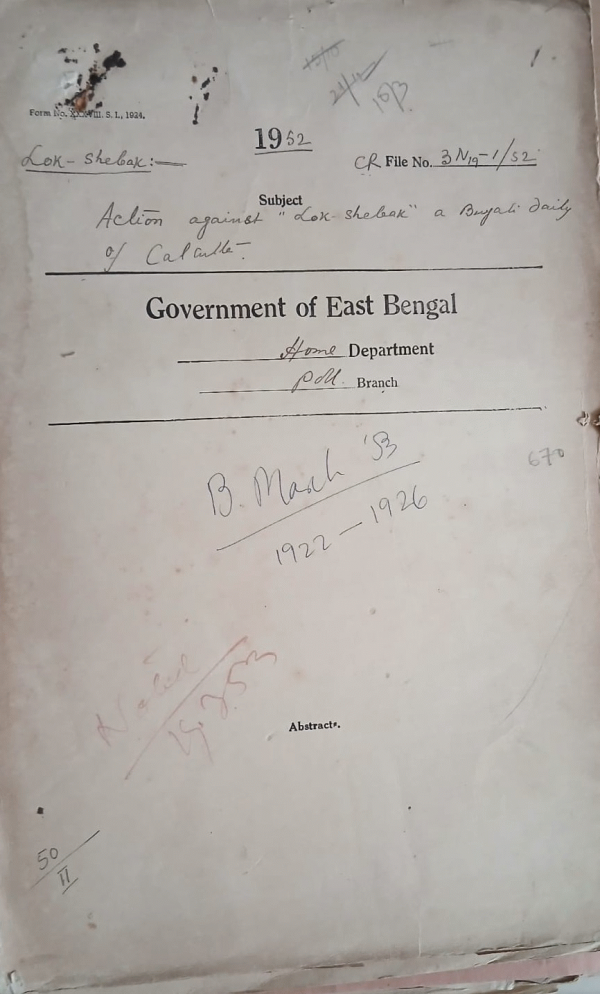 1
Form No. XXXVIII. S. I., 1924.
1952
Lok-Shebak:—
CR File No. 3N19-1/52
Subject
Action against "Lok-Shebak" a Bengali daily
of Calcutta.
Government of East Bengal
Home Department
Poll. Branch
B. March '53
1922 — 1926
670
Noted
Abstracts.
50
II